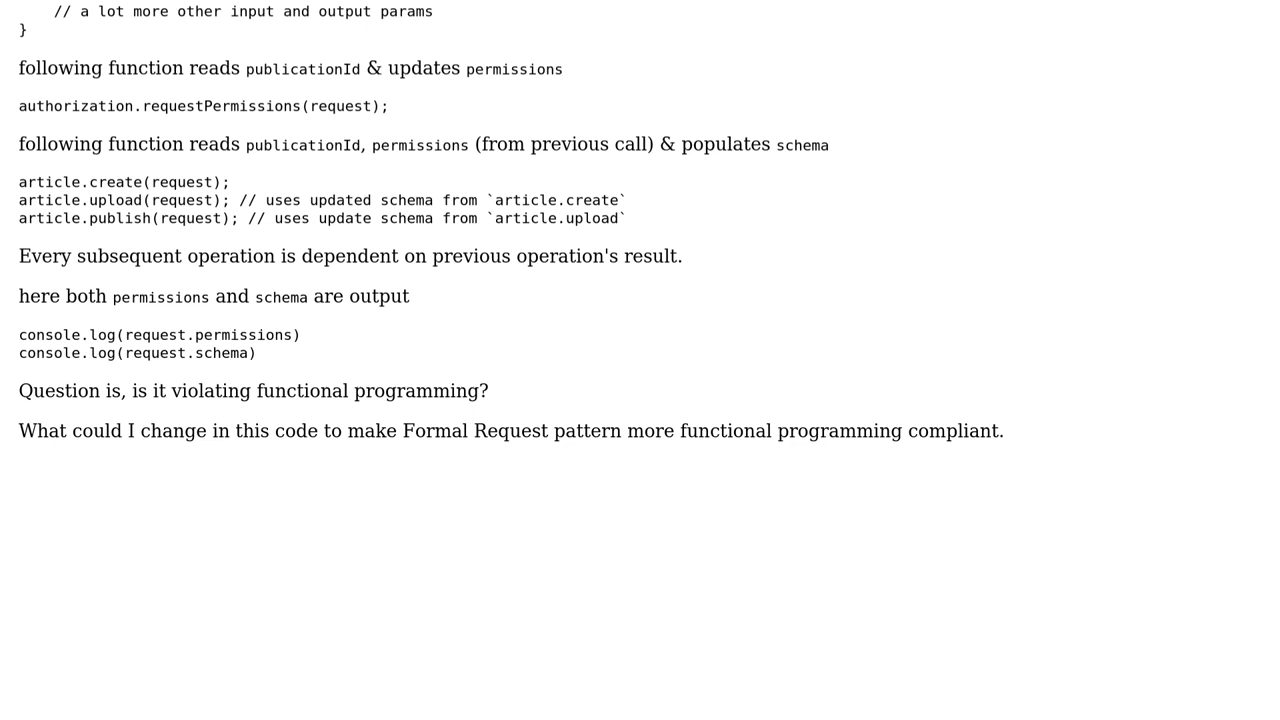 // a lot more other input and output params
}
following function reads publicationId & updates permissions
authorization.requestPermissions(request);
following function reads publicationId, permissions (from previous call) & populates schema
article.create(request);
article.upload(request); // uses updated schema from `article.create`
article.publish(request); // uses update schema from `article.upload`
Every subsequent operation is dependent on previous operation's result.
here both permissions and schema are output
console.log(request.permissions)
console.log(request.schema)
Question is, is it violating functional programming?
What could I change in this code to make Formal Request pattern more functional programming compliant.